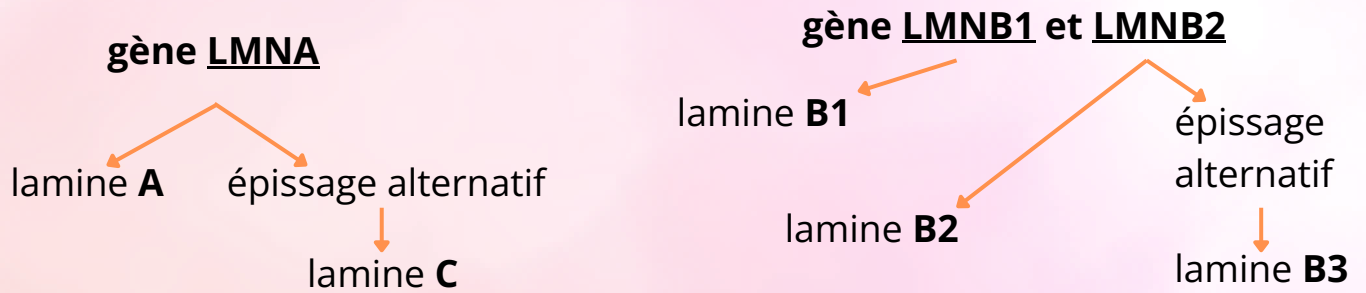 gène LMNA
lamine A
épissage alternatif
lamine C
gène LMNB1 et LMNB2
lamine B1
lamine B2
épissage
alternatif
lamine B3